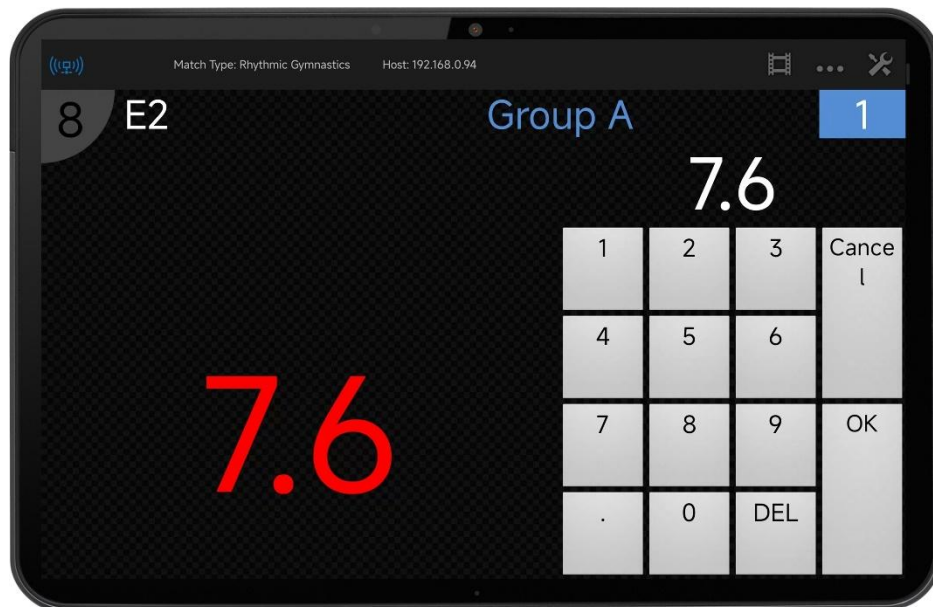 Match Type: Rhythmic Gymnastics Host: 192.168.0.94
8 E2 Group A 1
7.6
1 2 3 Cancel
4 5 6
7.6
7 8 9 OK
. 0 DEL